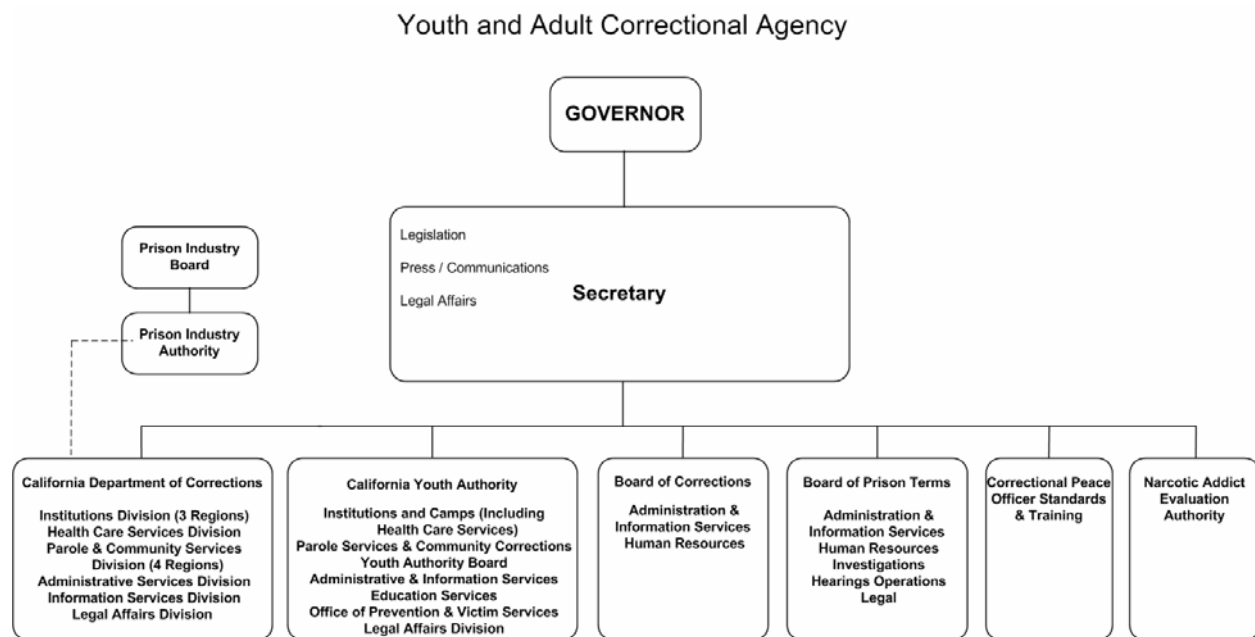 Youth and Adult Correctional Agency
GOVERNOR
Legislation
Press / Communications
Legal Affairs
Secretary
Prison Industry
Board
Prison Industry
Authority
California Department of Corrections
Institutions Division (3 Regions)
Health Care Services Division
Parole & Community Services
Division (4 Regions)
Administrative Services Division
Information Services Division
Legal Affairs Division
California Youth Authority
Institutions and Camps (Including
Health Care Services)
Parole Services & Community Corrections
Youth Authority Board
Administrative & Information Services
Education Services
Office of Prevention & Victim Services
Legal Affairs Division
Board of Corrections
Administration &
Information Services
Human Resources
Board of Prison Terms
Administration &
Information Services
Human Resources
Investigations
Hearings Operations
Legal
Correctional Peace
Officer Standards
& Training
Narcotic Addict
Evaluation
Authority